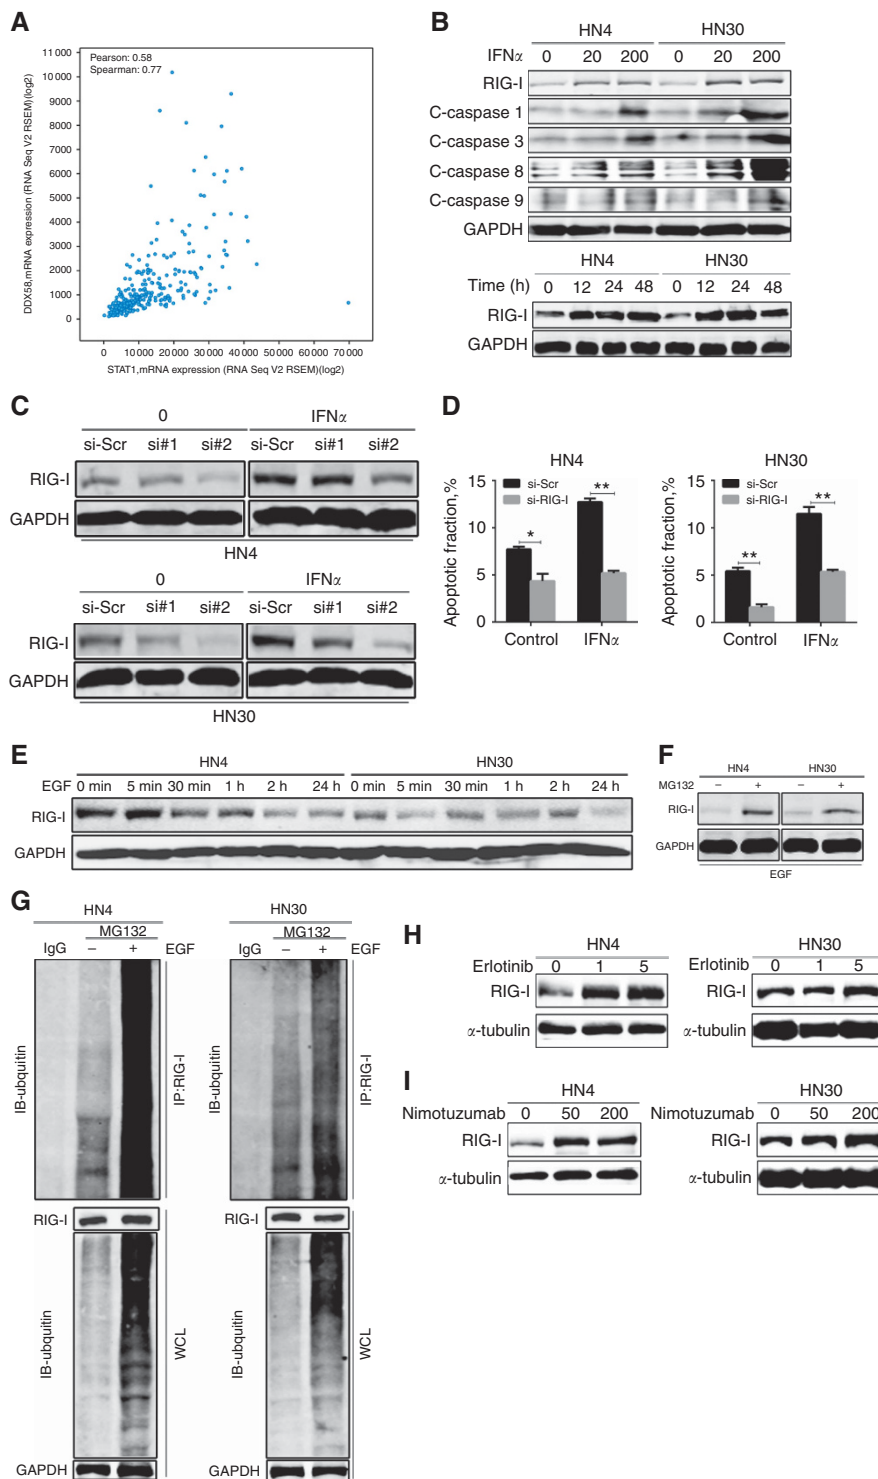 A
Pearson: 0.58
Spearman: 0.77
11 000
10 000
9000
8000
7000
6000
5000
4000
3000
2000
1000
0
DDX58,mRNA expression (RNA Seq V2 RSEM)(log2)
0 10 000 20 000 30 000 40 000 50 000 60 000 70 000
STAT1,mRNA expression (RNA Seq V2 RSEM)(log2)
B
HN4 HN30
IFNα 0 20 200 0 20 200
RIG-I
C-caspase 1
C-caspase 3
C-caspase 8
C-caspase 9
GAPDH
HN4 HN30
Time (h) 0 12 24 48 0 12 24 48
RIG-I
GAPDH
C
0 IFNα
si-Scr si#1 si#2 si-Scr si#1 si#2
RIG-I
GAPDH
HN4
0 IFNα
si-Scr si#1 si#2 si-Scr si#1 si#2
RIG-I
GAPDH
HN30
D
HN4
Apoptotic fraction,%
15
10
5
0
si-Scr
si-RIG-I
*
**
Control IFNα
HN30
Apoptotic fraction,%
15
10
5
0
si-Scr
si-RIG-I
**
**
Control IFNα
E
HN4 HN30
EGF 0 min 5 min 30 min 1 h 2 h 24 h 0 min 5 min 30 min 1 h 2 h 24 h
RIG-I
GAPDH
F
HN4 HN30
MG132 – + – +
RIG-I
GAPDH
EGF
G
HN4
MG132
IgG – + EGF
IB-ubquitin
IP:RIG-I
RIG-I
IB-ubquitin
WCL
GAPDH
HN30
MG132
IgG – + EGF
IB-ubquitin
IP:RIG-I
RIG-I
IB-ubquitin
WCL
GAPDH
H
HN4
Erlotinib 0 1 5
RIG-I
α-tubulin
HN30
Erlotinib 0 1 5
RIG-I
α-tubulin
I
HN4
Nimotuzumab 0 50 200
RIG-I
α-tubulin
HN30
Nimotuzumab 0 50 200
RIG-I
α-tubulin